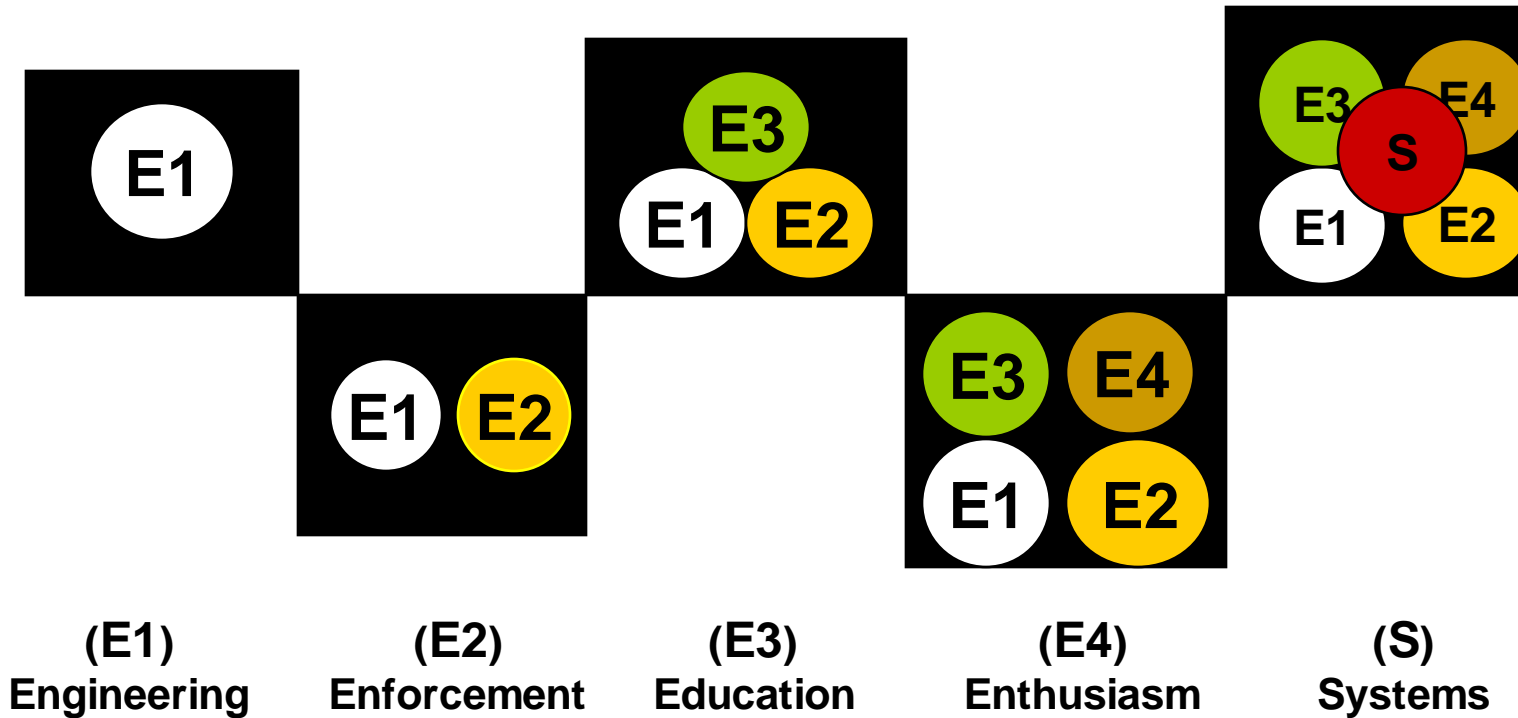 E1
E1 E2
E3
E1 E2
E3 E4
E1 E2
E3 E4
S
E1 E2
(E1) (E2) (E3) (E4) (S)
Engineering Enforcement Education Enthusiasm Systems